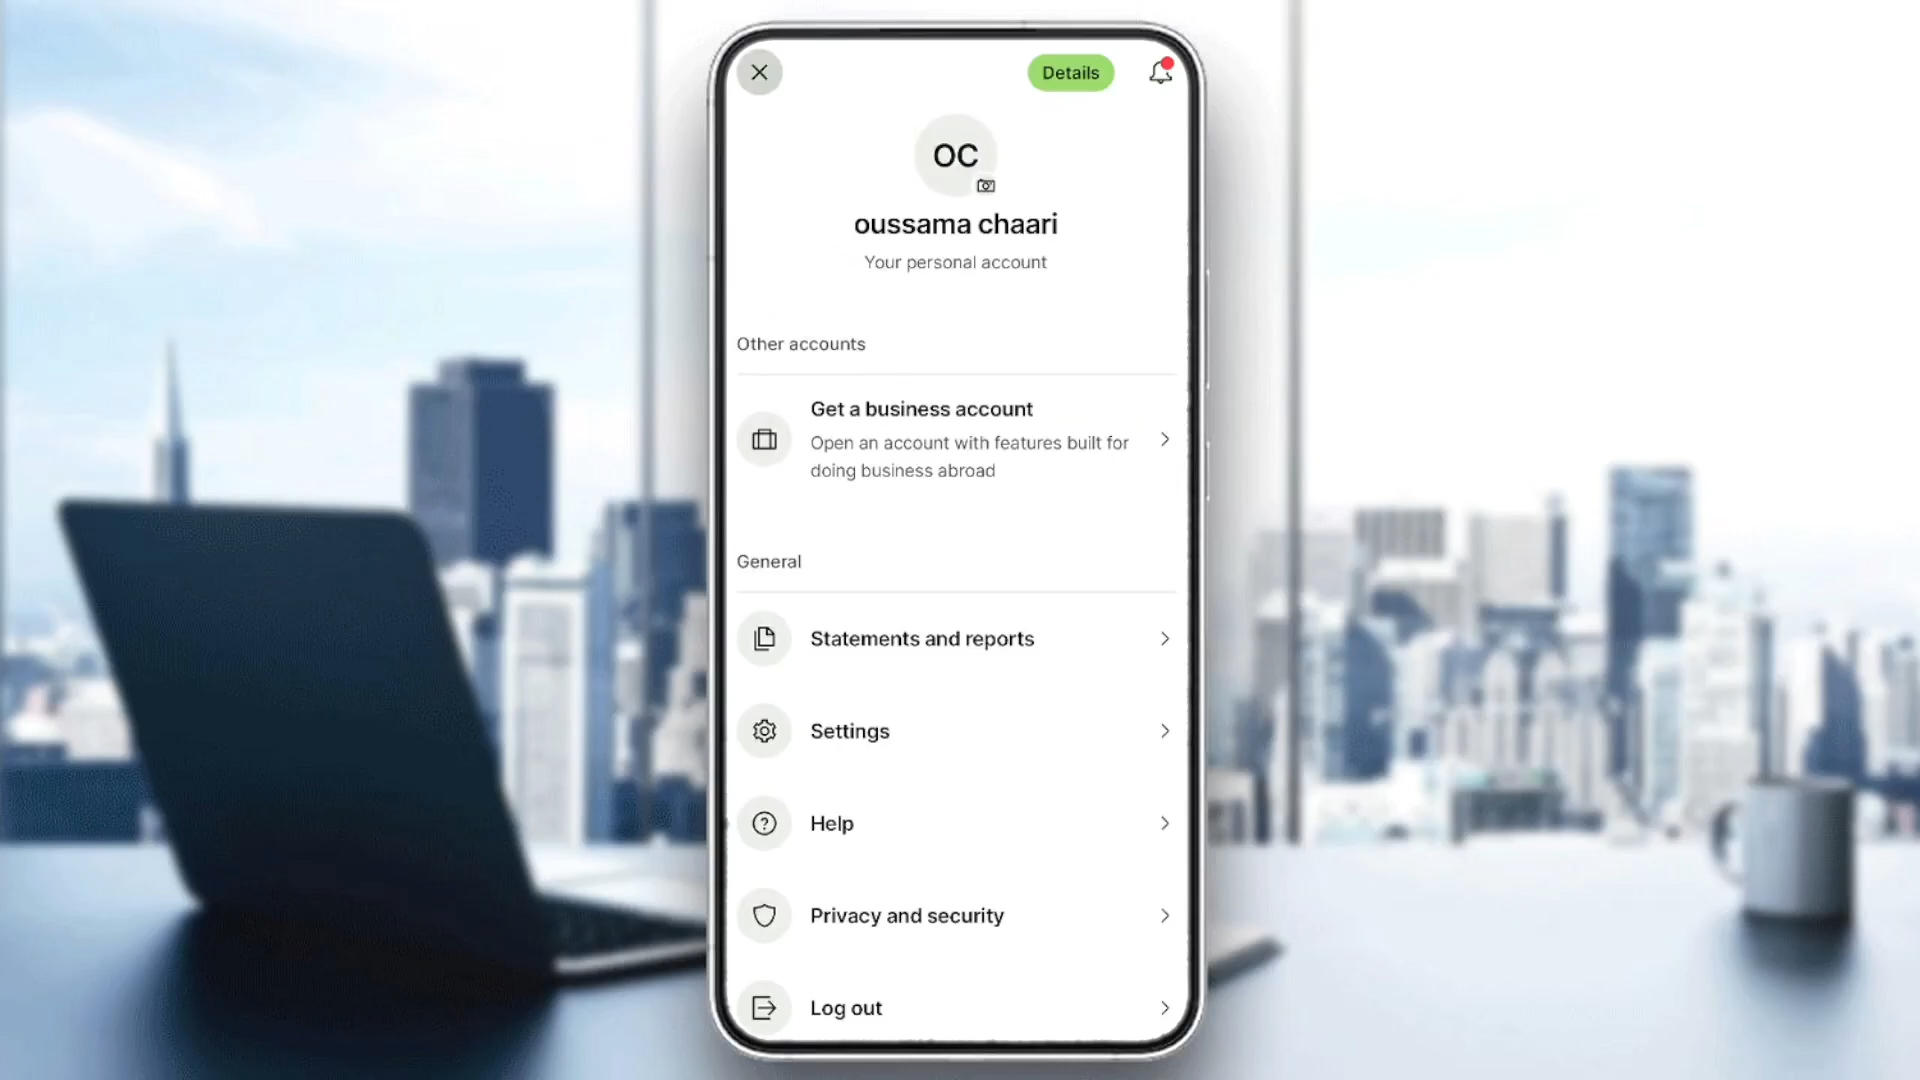 Details
OC
oussama chaari
Your personal account
Other accounts
Get a business account
Open an account with features built for
doing business abroad
General
Statements and reports
Settings
Help
Privacy and security
Log out